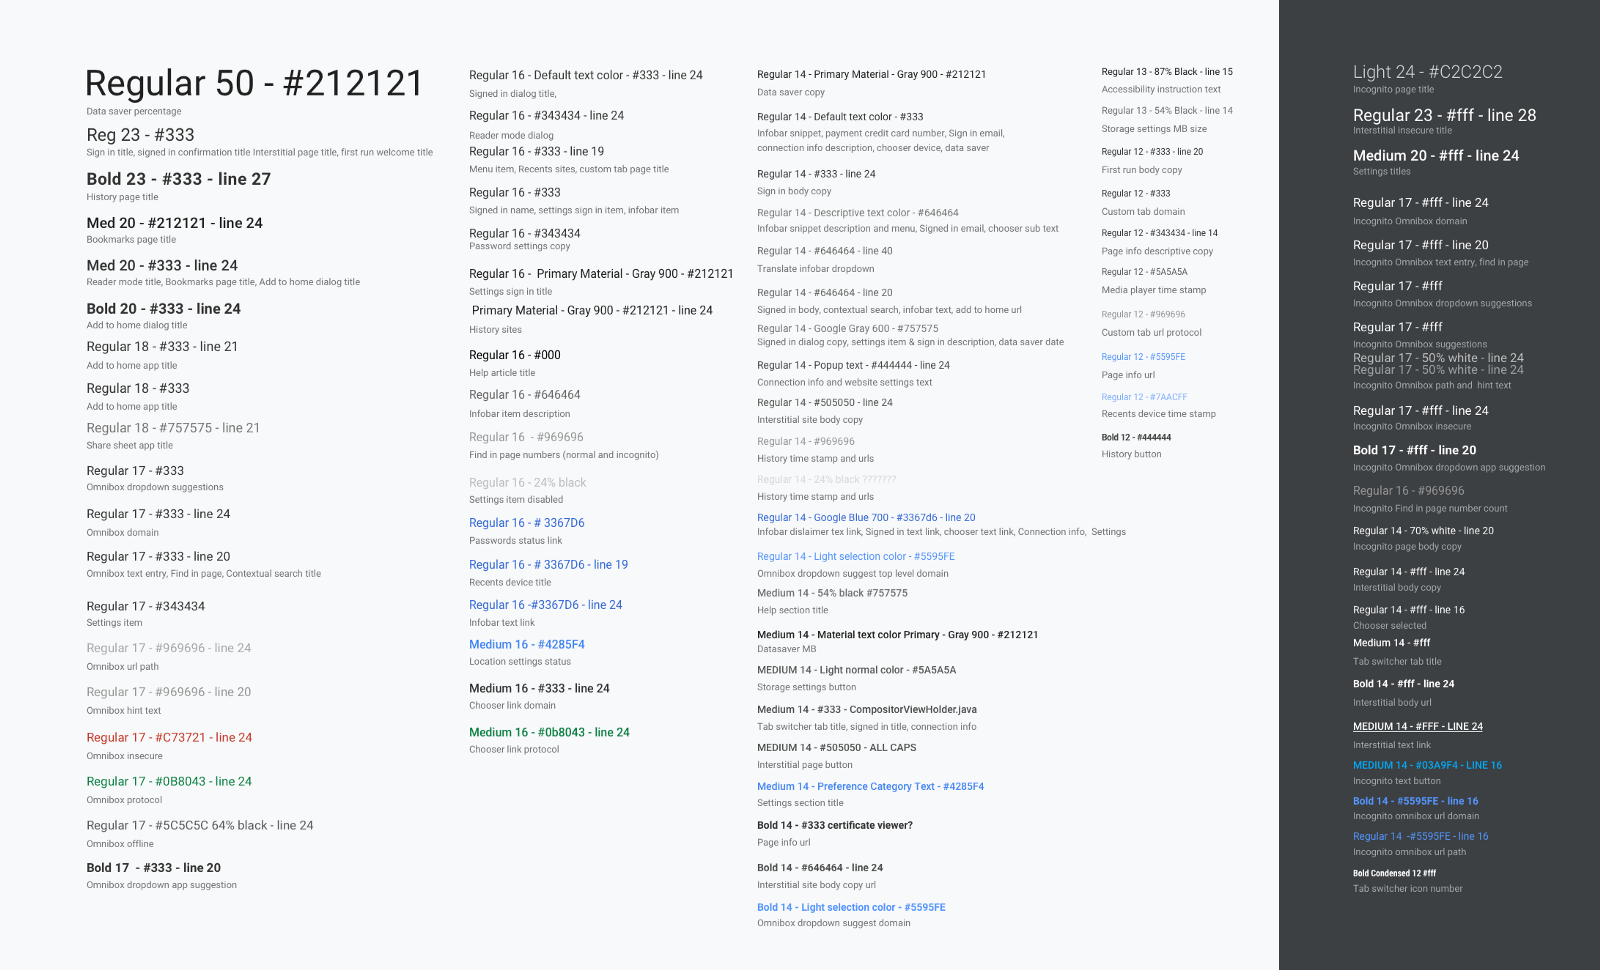 Regular 50 - #212121
Data saver percentage
Reg 23 - #333
Sign in title, signed in confirmation title Interstitial page title, first run welcome title
Bold 23 - #333 - line 27
History page title
Med 20 - #212121 - line 24
Bookmarks page title
Med 20 - #333 - line 24
Reader mode title, Bookmarks page title, Add to home dialog title
Bold 20 - #333 - line 24
Add to home dialog title
Regular 18 - #333 - line 21
Add to home app title
Regular 18 - #333
Add to home app title
Regular 18 - #757575 - line 21
Share sheet app title
Regular 17 - #333
Omnibox dropdown suggestions
Regular 17 - #333 - line 24
Omnibox domain
Regular 17 - #333 - line 20
Omnibox text entry, Find in page, Contextual search title
Regular 17 - #343434
Settings item
Regular 17 - #969696 - line 24
Omnibox url path
Regular 17 - #969696 - line 20
Omnibox hint text
Regular 17 - #C73721 - line 24
Omnibox insecure
Regular 17 - #0B8043 - line 24
Omnibox protocol
Regular 17 - #5C5C5C 64% black - line 24
Omnibox offline
Bold 17  - #333 - line 20
Omnibox dropdown app suggestion
Regular 16 - Default text color - #333 - line 24
Signed in dialog title,
Regular 16 - #343434 - line 24
Reader mode dialog
Regular 16 - #333 - line 19
Menu item, Recents sites, custom tab page title
Regular 16 - #333
Signed in name, settings sign in item, infobar item
Regular 16 - #343434
Password settings copy
Regular 16 -  Primary Material - Gray 900 - #212121
Settings sign in title
Primary Material - Gray 900 - #212121 - line 24
History sites
Regular 16 - #000
Help article title
Regular 16 - #646464
Infobar item description
Regular 16  - #969696
Find in page numbers (normal and incognito)
Regular 16 - 24% black
Settings item disabled
Regular 16 - # 3367D6
Passwords status link
Regular 16 - # 3367D6 - line 19
Recents device title
Regular 16 -#3367D6 - line 24
Infobar text link
Medium 16 - #4285F4
Location settings status
Medium 16 - #333 - line 24
Chooser link domain
Medium 16 - #0b8043 - line 24
Chooser link protocol
Regular 14 - Primary Material - Gray 900 - #212121
Data saver copy
Regular 14 - Default text color - #333
Infobar snippet, payment credit card number, Sign in email,
connection info description, chooser device, data saver
Regular 14 - #333 - line 24
Sign in body copy
Regular 14 - Descriptive text color - #646464
Infobar snippet description and menu, Signed in email, chooser sub text
Regular 14 - #646464 - line 40
Translate infobar dropdown
Regular 14 - #646464 - line 20
Signed in body, contextual search, infobar text, add to home url
Regular 14 - Google Gray 600 - #757575
Signed in dialog copy, settings item & sign in description, data saver date
Regular 14 - Popup text - #444444 - line 24
Connection info and website settings text
Regular 14 - #505050 - line 24
Interstitial site body copy
Regular 14 - #969696
History time stamp and urls
Regular 14 - 24% black ???????
History time stamp and urls
Regular 14 - Google Blue 700 - #3367d6 - line 20
Infobar dislaimer tex link, Signed in text link, chooser text link, Connection info,  Settings
Regular 14 - Light selection color - #5595FE
Omnibox dropdown suggest top level domain
Medium 14 - 54% black #757575
Help section title
Medium 14 - Material text color Primary - Gray 900 - #212121
Datasaver MB
MEDIUM 14 - Light normal color - #5A5A5A
Storage settings button
Medium 14 - #333 - CompositorViewHolder.java
Tab switcher tab title, signed in title, connection info
MEDIUM 14 - #505050 - ALL CAPS
Interstitial page button
Medium 14 - Preference Category Text - #4285F4
Settings section title
Bold 14 - #333 certificate viewer?
Page info url
Bold 14 - #646464 - line 24
Interstitial site body copy url
Bold 14 - Light selection color - #5595FE
Omnibox dropdown suggest domain
Regular 13 - 87% Black - line 15
Accessibility instruction text
Regular 13 - 54% Black - line 14
Storage settings MB size
Regular 12 - #333 - line 20
First run body copy
Regular 12 - #333
Custom tab domain
Regular 12 - #343434 - line 14
Page info descriptive copy
Regular 12 - #5A5A5A
Media player time stamp
Regular 12 - #969696
Custom tab url protocol
Regular 12 - #5595FE
Page info url
Regular 12 - #7AACFF
Recents device time stamp
Bold 12 - #444444
History button
Light 24 - #C2C2C2
Incognito page title
Regular 23 - #fff - line 28
Interstitial insecure title
Medium 20 - #fff - line 24
Settings titles
Regular 17 - #fff - line 24
Incognito Omnibox domain
Regular 17 - #fff - line 20
Incognito Omnibox text entry, find in page
Regular 17 - #fff
Incognito Omnibox dropdown suggestions
Regular 17 - #fff
Incognito Omnibox suggestions
Regular 17 - 50% white - line 24
Regular 17 - 50% white - line 24
Incognito Omnibox path and  hint text
Regular 17 - #fff - line 24
Incognito Omnibox insecure
Bold 17 - #fff - line 20
Incognito Omnibox dropdown app suggestion
Regular 16 - #969696
Incognito Find in page number count
Regular 14 - 70% white - line 20
Incognito page body copy
Regular 14 - #fff - line 24
Interstitial body copy
Regular 14 - #fff - line 16
Chooser selected
Medium 14 - #fff
Tab switcher tab title
Bold 14 - #fff - line 24
Interstitial body url
MEDIUM 14 - #FFF - LINE 24
Interstitial text link
MEDIUM 14 - #03A9F4 - LINE 16
Incognito text button
Bold 14 - #5595FE - line 16
Incognito omnibox url domain
Regular 14  -#5595FE - line 16
Incognito omnibox url path
Bold Condensed 12 #fff
Tab switcher icon number